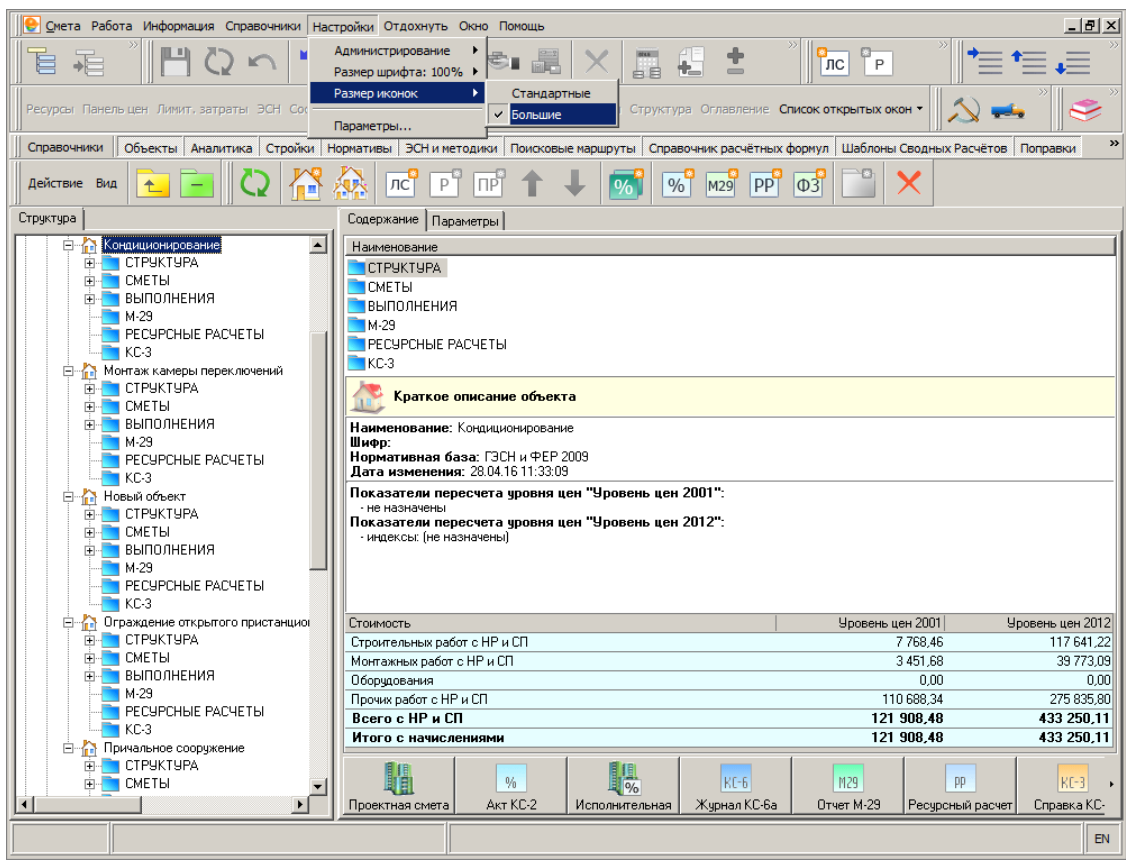 Смета Работа Информация Справочники Настройки Отдохнуть Окно Помощь
Администрирование
Размер шрифта: 100%
Размер иконок
Параметры...
Стандартные
Большие
ЛС Р
Ресурсы Панель цен Лимит. затраты ЭСН Структура Оглавление Список открытых окон
Справочники Объекты Аналитика Стройки Нормативы ЭСН и методики Поисковые маршруты Справочник расчётных формул Шаблоны Сводных Расчётов Поправки
Действие Вид ЛС Р ПР % % М29 РР ФЗ
Структура
Кондиционирование
СТРУКТУРА
СМЕТЫ
ВЫПОЛНЕНИЯ
М-29
РЕСУРСНЫЕ РАСЧЕТЫ
КС-3
Монтаж камеры переключений
СТРУКТУРА
СМЕТЫ
ВЫПОЛНЕНИЯ
М-29
РЕСУРСНЫЕ РАСЧЕТЫ
КС-3
Новый объект
СТРУКТУРА
СМЕТЫ
ВЫПОЛНЕНИЯ
М-29
РЕСУРСНЫЕ РАСЧЕТЫ
КС-3
Ограждение открытого
СТРУКТУРА
СМЕТЫ
ВЫПОЛНЕНИЯ
М-29
РЕСУРСНЫЕ РАСЧЕТЫ
КС-3
Причальное сооружение
СТРУКТУРА
СМЕТЫ
Содержание Параметры
Наименование
СТРУКТУРА
СМЕТЫ
ВЫПОЛНЕНИЯ
М-29
РЕСУРСНЫЕ РАСЧЕТЫ
КС-3
Краткое описание объекта
Наименование: Кондиционирование
Шифр:
Нормативная база: ГЭСН и ФЕР 2009
Дата изменения: 28.04.16 11:33:09
Показатели пересчета уровня цен "Уровень цен 2001":
- не назначены
Показатели пересчета уровня цен "Уровень цен 2012":
- индексы: (не назначены)
Стоимость Уровень цен 2001 Уровень цен 2012
Строительных работ с НР и СП 7 768,46 117 641,22
Монтажных работ с НР и СП 3 451,68 39 773,09
Оборудования 0,00 0,00
Прочих работ с НР и СП 110 688,34 275 835,80
Всего с НР и СП 121 908,48 433 250,11
Итого с начислениями 121 908,48 433 250,11
% % КС-6 М29 РР КС-3
Проектная смета Акт КС-2 Исполнительная Журнал КС-6а Отчет М-29 Ресурсный расчет Справка КС-
EN